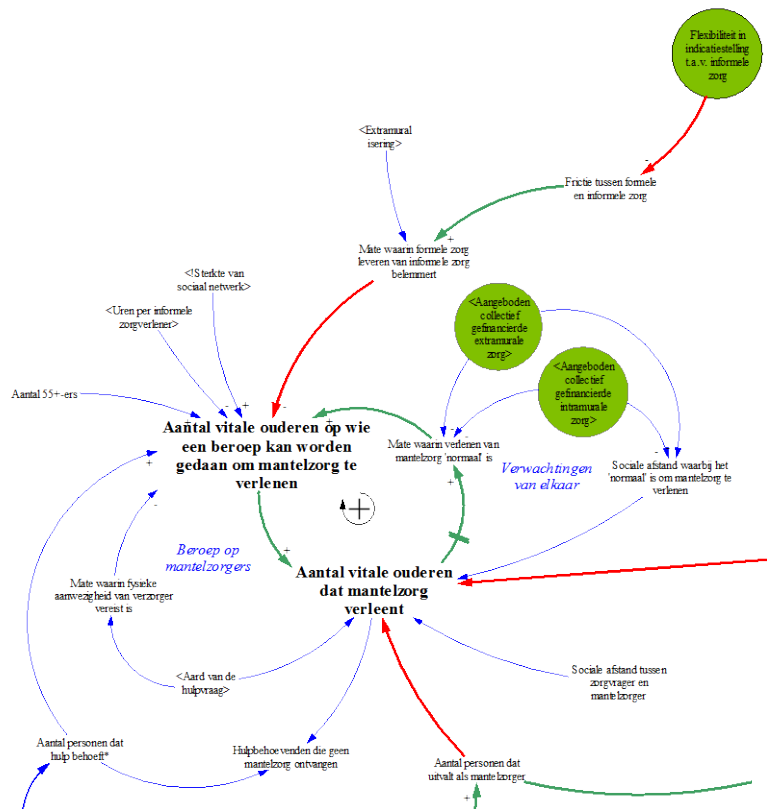 Flexibiliteit in
indicatiestelling
t.a.v. informele
zorg
<Extramural
isering>
-
Frictie tussen formele
en informele zorg
+
Mate waarin formele zorg
leveren van informele zorg
belemmert
<!Sterkte van
sociaal netwerk>
<Uren per informele
zorgverlener>
<Aangeboden
collectief
gefinancierde
extramurale
zorg>
<Aangeboden
collectief
gefinancierde
intramurale
zorg>
Aantal 55+-ers
-
+
-
+
Aantal vitale ouderen op wie
een beroep kan worden
gedaan om mantelzorg te
verlenen
-
-
Mate waarin verlenen van
mantelzorg 'normaal' is
-
-
Sociale afstand waarbij het
'normaal' is om mantelzorg te
verlenen
Verwachtingen
van elkaar
+
-
+
+
Beroep op
mantelzorgers
+
Aantal vitale ouderen
dat mantelzorg
verleent
Mate waarin fysieke
aanwezigheid van verzorger
vereist is
<Aard van de
hulpvraag>
Sociale afstand tussen
zorgvrager en
mantelzorger
Aantal personen dat
hulp behoeft*
Hulpbehoevenden die geen
mantelzorg ontvangen
Aantal personen dat
uitvalt als mantelzorger
+